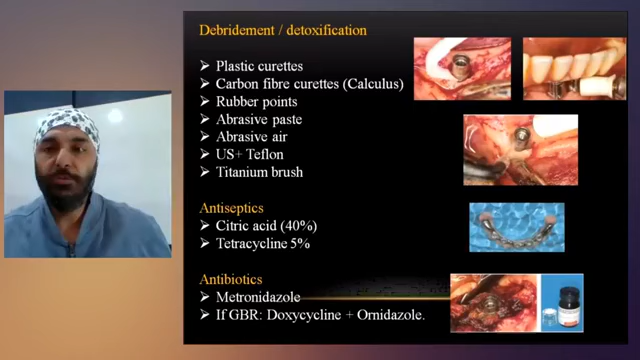 Debridement / detoxification
➢ Plastic curettes
➢ Carbon fibre curettes (Calculus)
➢ Rubber points
➢ Abrasive paste
➢ Abrasive air
➢ US+ Teflon
➢ Titanium brush
Antiseptics
➢ Citric acid (40%)
➢ Tetracycline 5%
Antibiotics
➢ Metronidazole
➢ If GBR: Doxycycline + Ornidazole.